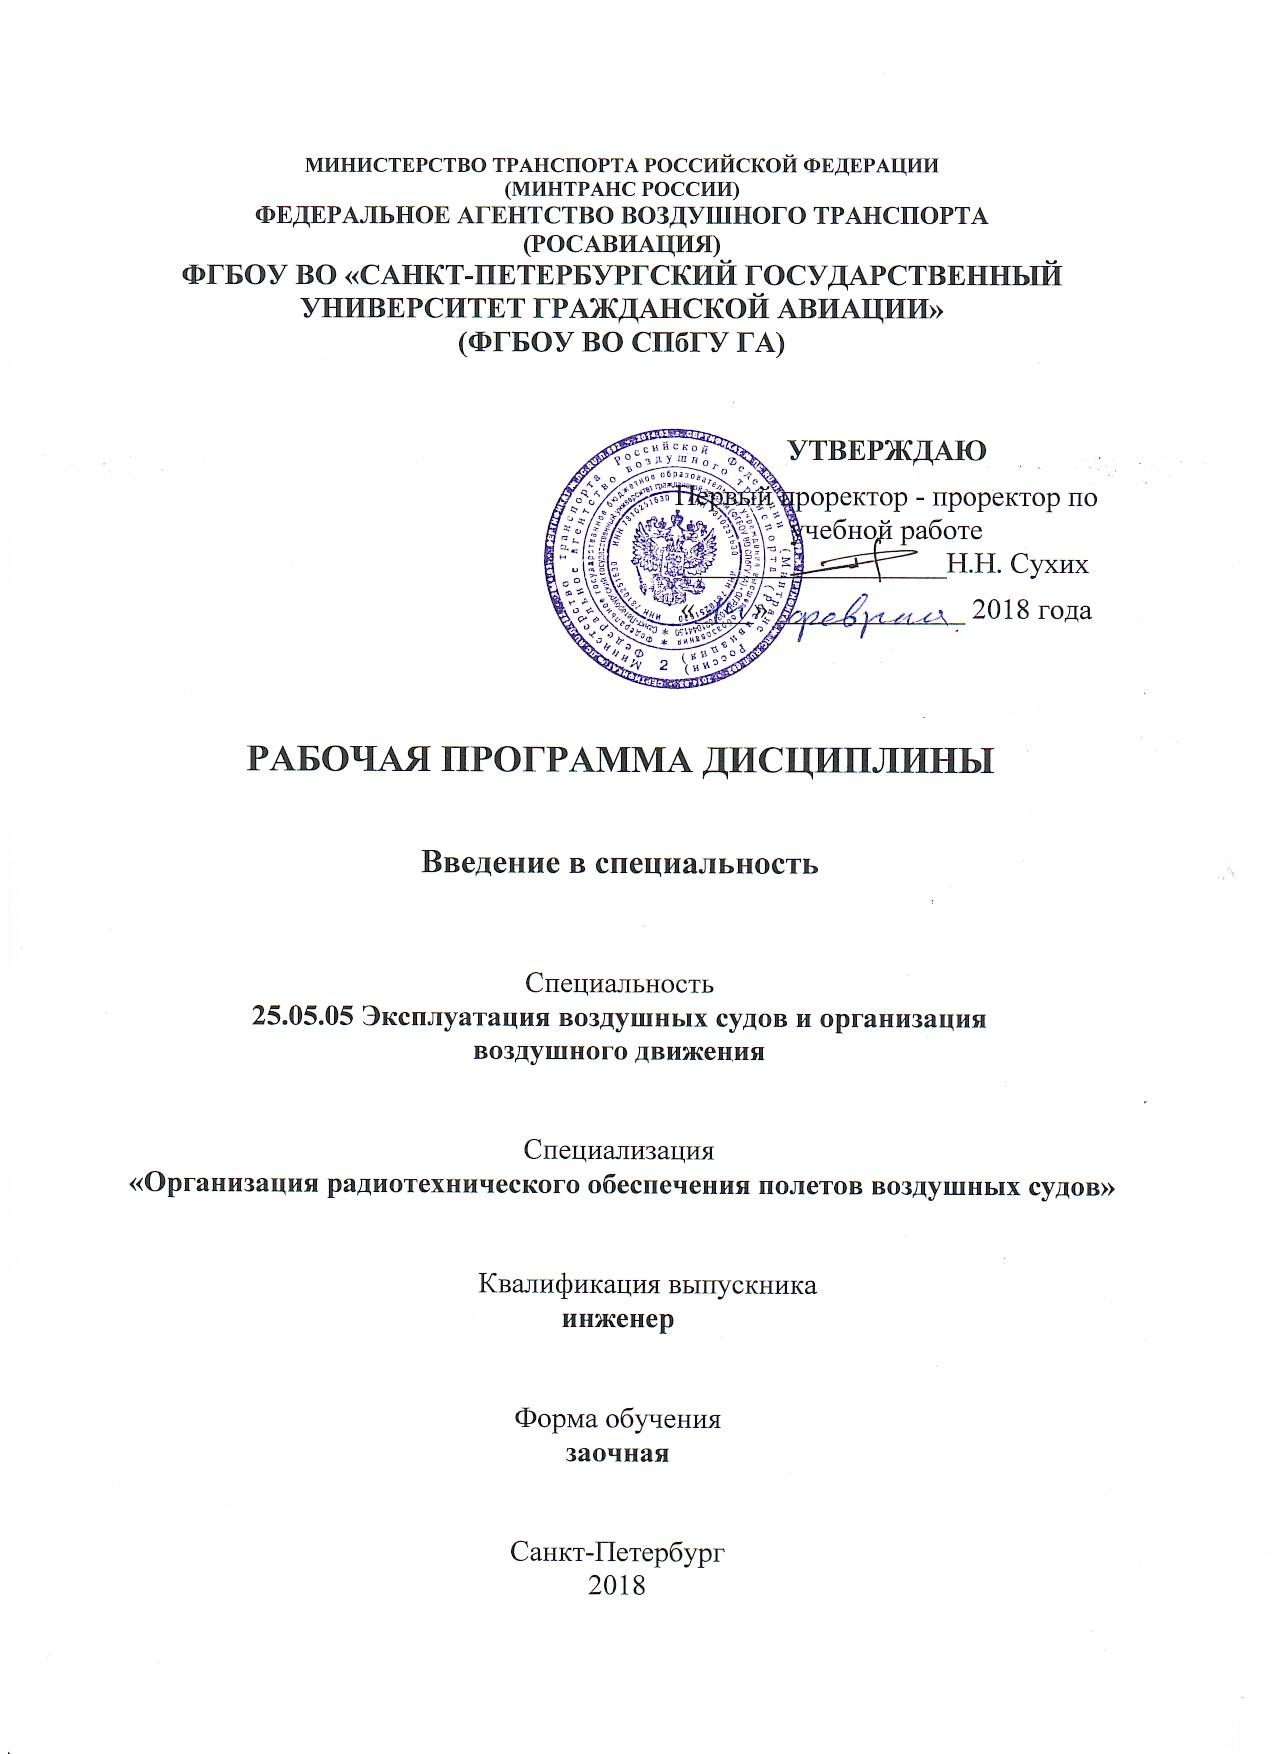 МИНИСТЕРСТВО ТРАНСПОРТА РОССИЙСКОЙ ФЕДЕРАЦИИ
(МИНТРАНС РОССИИ)
ФЕДЕРАЛЬНОЕ АГЕНТСТВО ВОЗДУШНОГО ТРАНСПОРТА
(РОСАВИАЦИЯ)
ФГБОУ ВО «САНКТ-ПЕТЕРБУРГСКИЙ ГОСУДАРСТВЕННЫЙ
УНИВЕРСИТЕТ ГРАЖДАНСКОЙ АВИАЦИИ»
(ФГБОУ ВО СПбГУ ГА)
УТВЕРЖДАЮ
Первый проректор - проректор по
учебной работе
Н.Н. Сухих
« » февраля 2018 года
РАБОЧАЯ ПРОГРАММА ДИСЦИПЛИНЫ
Введение в специальность
Специальность
25.05.05 Эксплуатация воздушных судов и организация
воздушного движения
Специализация
«Организация радиотехнического обеспечения полетов воздушных судов»
Квалификация выпускника
инженер
Форма обучения
заочная
Санкт-Петербург
2018